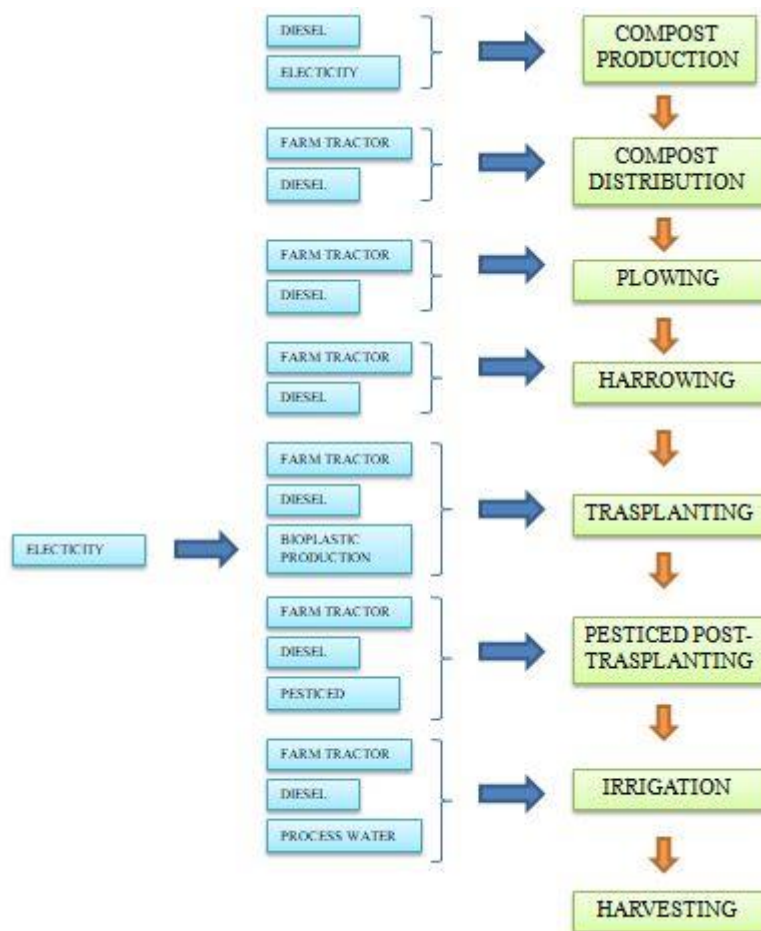 DIESEL
ELECTICITY
COMPOST
PRODUCTION
FARM TRACTOR
DIESEL
COMPOST
DISTRIBUTION
FARM TRACTOR
DIESEL
PLOWING
FARM TRACTOR
DIESEL
HARROWING
ELECTICITY
FARM TRACTOR
DIESEL
BIOPLASTIC
PRODUCTION
TRASPLANTING
FARM TRACTOR
DIESEL
PESTICED
PESTICED POST-
TRASPLANTING
FARM TRACTOR
DIESEL
PROCESS WATER
IRRIGATION
HARVESTING